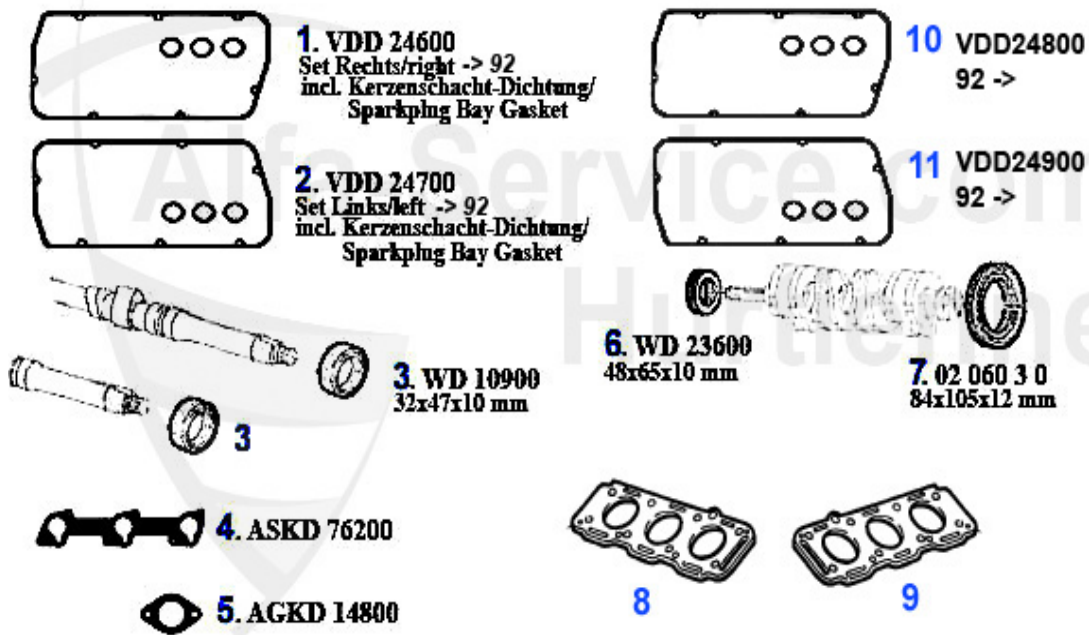 1. VDD 24600
Set Rechts/right -> 92
incl. Kerzenschacht-Dichtung/
Sparkplug Bay Gasket
10 VDD24800
92 ->
2. VDD 24700
Set Links/left -> 92
incl. Kerzenschacht-Dichtung/
Sparkplug Bay Gasket
11 VDD24900
92 ->
Alfa Service.com
3. WD 10900
32x47x10 mm
3
6. WD 23600
48x65x10 mm
7. 02 060 3 0
84x105x12 mm
4. ASKD 76200
5. AGKD 14800
8
9